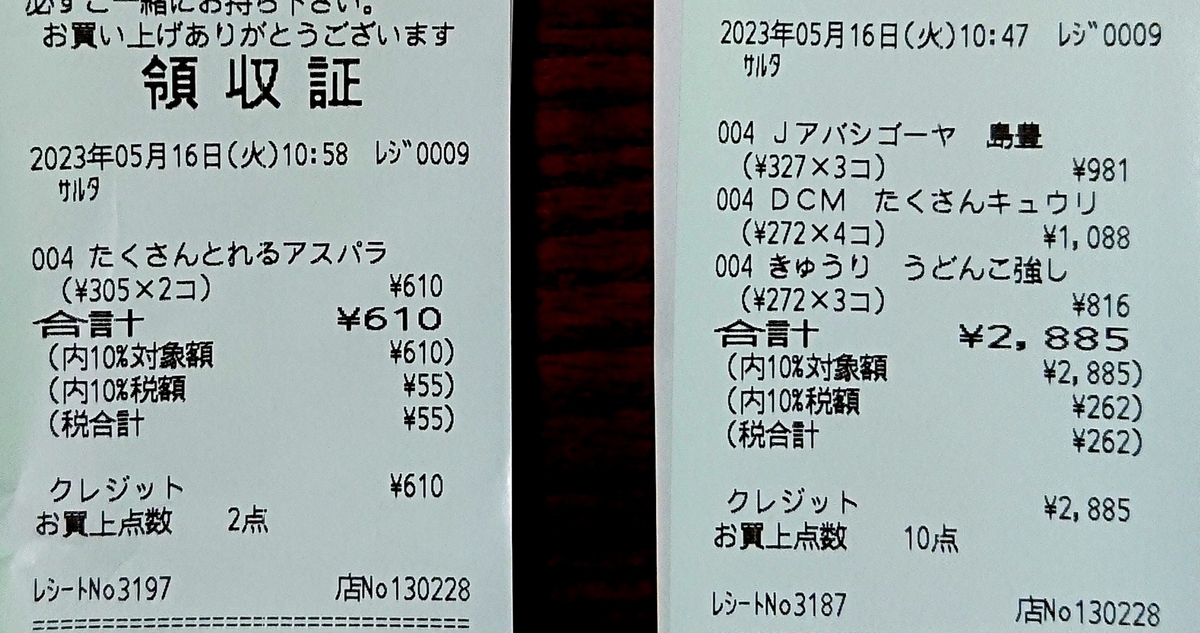 必ずご一緒にお持ち下さい。
お買い上げありがとうございます
領収証
2023年05月16日(火)10:58 ﾚｼﾞ0009
ｻﾙﾀ
004 たくさんとれるアスパラ
(¥305×2コ) ¥610
合計 ¥610
(内10%対象額 ¥610)
(内10%税額 ¥55)
(税合計 ¥55)
クレジット ¥610
お買上点数 2点
ﾚｼｰﾄNo3197 店No130228
==============================
2023年05月16日(火)10:47 ﾚｼﾞ0009
ｻﾙﾀ
004 Jアバシゴーヤ 島豊
(¥327×3コ) ¥981
004 DCM たくさんキュウリ
(¥272×4コ) ¥1,088
004 きゅうり うどんこ強し
(¥272×3コ) ¥816
合計 ¥2,885
(内10%対象額 ¥2,885)
(内10%税額 ¥262)
(税合計 ¥262)
クレジット ¥2,885
お買上点数 10点
ﾚｼｰﾄNo3187 店No130228